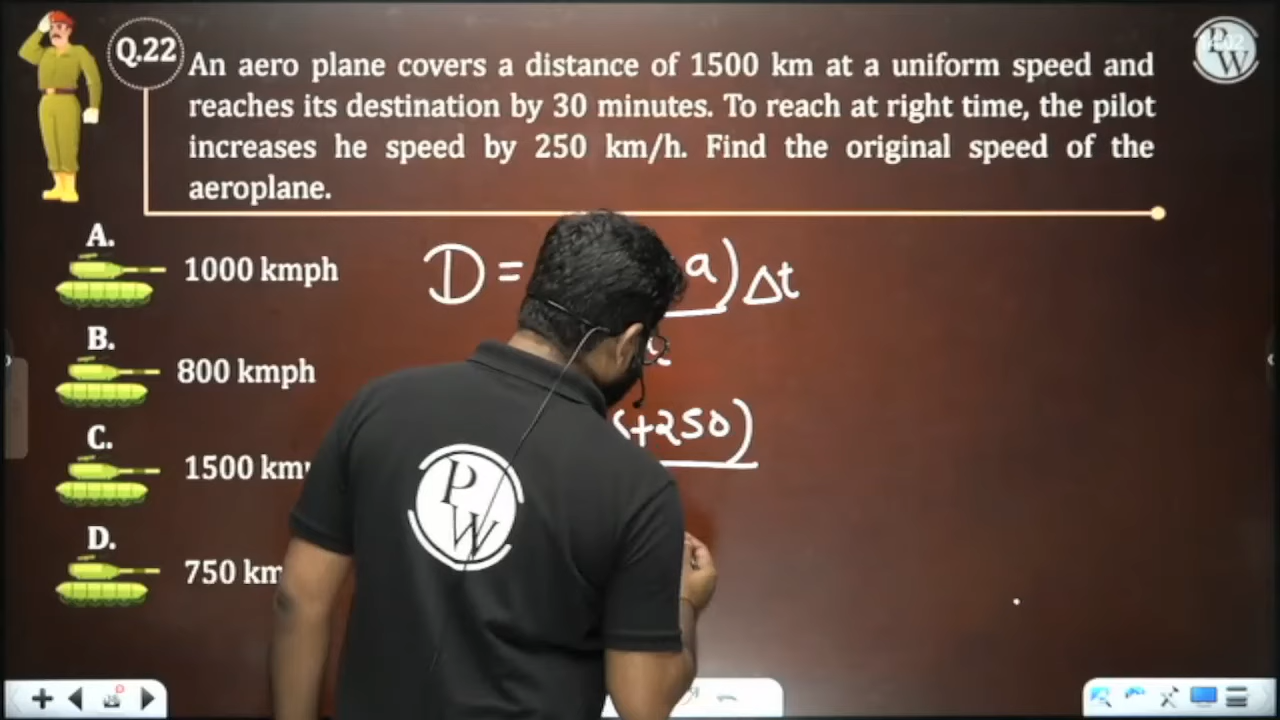 Q.22
An aero plane covers a distance of 1500 km at a uniform speed and
reaches its destination by 30 minutes. To reach at right time, the pilot
increases he speed by 250 km/h. Find the original speed of the
aeroplane.
PW
A.
1000 kmph
B.
800 kmph
C.
1500
D.
750
D = a) Δt
+250)
PW